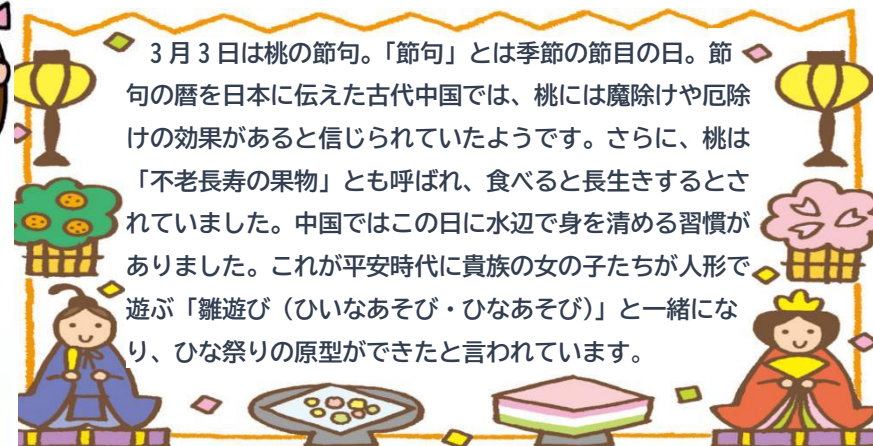 ３月３日は桃の節句。「節句」とは季節の節目の日。節
句の暦を日本に伝えた古代中国では、桃には魔除けや厄除
けの効果があると信じられていたようです。さらに、桃は
「不老長寿の果物」とも呼ばれ、食べると長生きするとさ
れていました。中国ではこの日に水辺で身を清める習慣が
ありました。これが平安時代に貴族の女の子たちが人形で
遊ぶ「雛遊び（ひいなあそび・ひなあそび）」と一緒にな
り、ひな祭りの原型ができたと言われています。